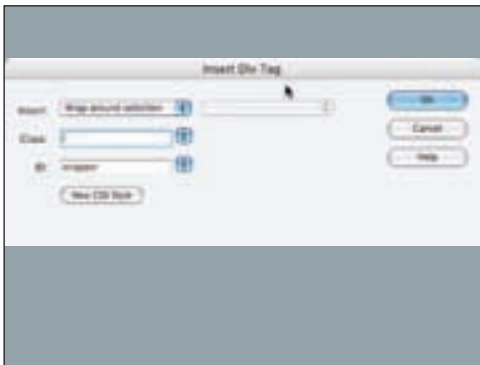 Insert Div Tag
Insert: Wrap around selection
OK
Class:
Cancel
ID: wrapper
Help
New CSS Style